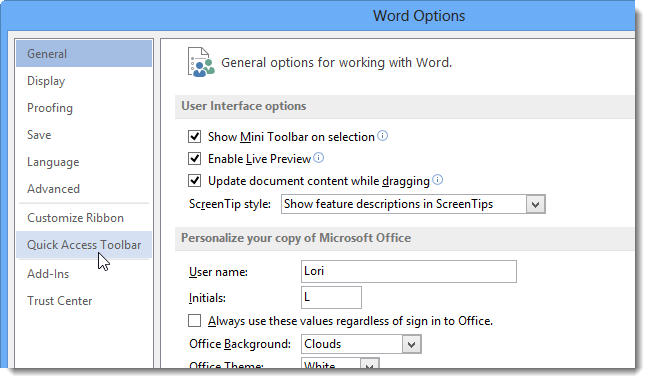 Word Options
General
Display
Proofing
Save
Language
Advanced
Customize Ribbon
Quick Access Toolbar
Add-Ins
Trust Center
General options for working with Word.
User Interface options
Show Mini Toolbar on selection
Enable Live Preview
Update document content while dragging
ScreenTip style: Show feature descriptions in ScreenTips
Personalize your copy of Microsoft Office
User name: Lori
Initials: L
Always use these values regardless of sign in to Office.
Office Background: Clouds
Office Theme: White